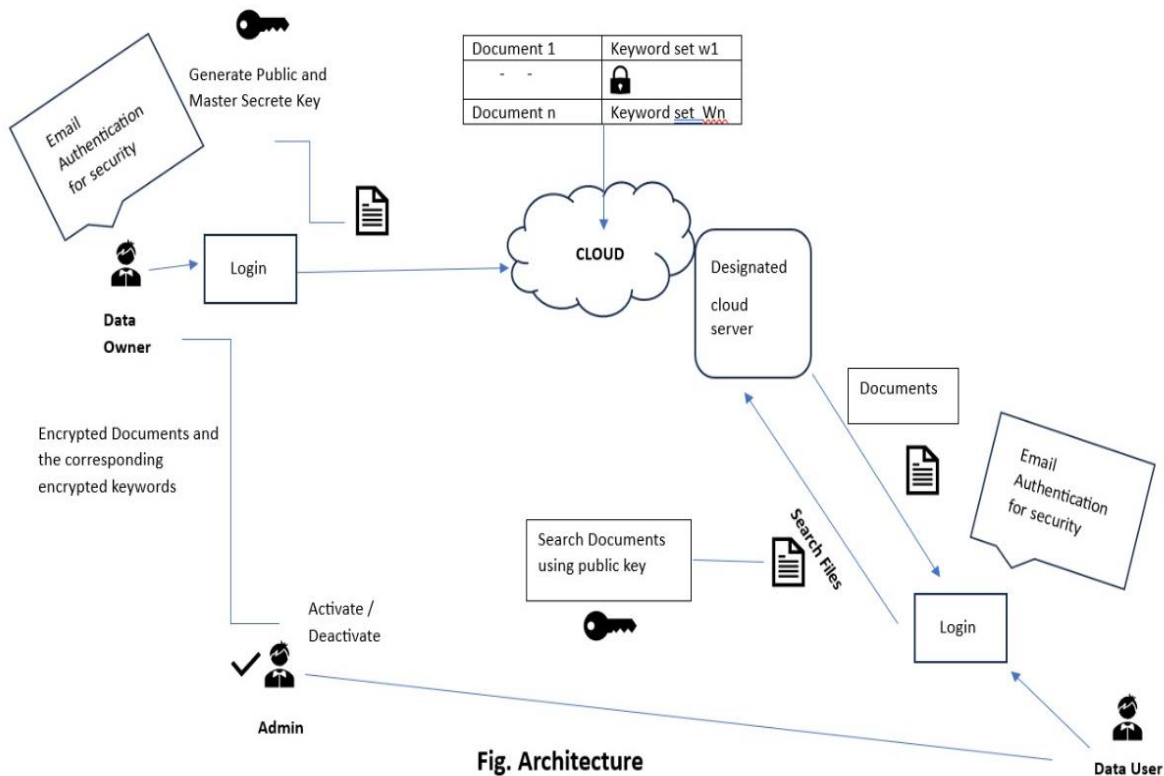 Generate Public and
Master Secrete Key
Email
Authentication
for security
Document 1
Keyword set w1
- -
Document n
Keyword set Wn
Login
CLOUD
Designated
cloud
server
Data
Owner
Documents
Encrypted Documents and
the corresponding
encrypted keywords
Email
Authentication
for security
Search Documents
using public key
Search Files
Activate /
Deactivate
Login
Admin
Fig. Architecture
Data User